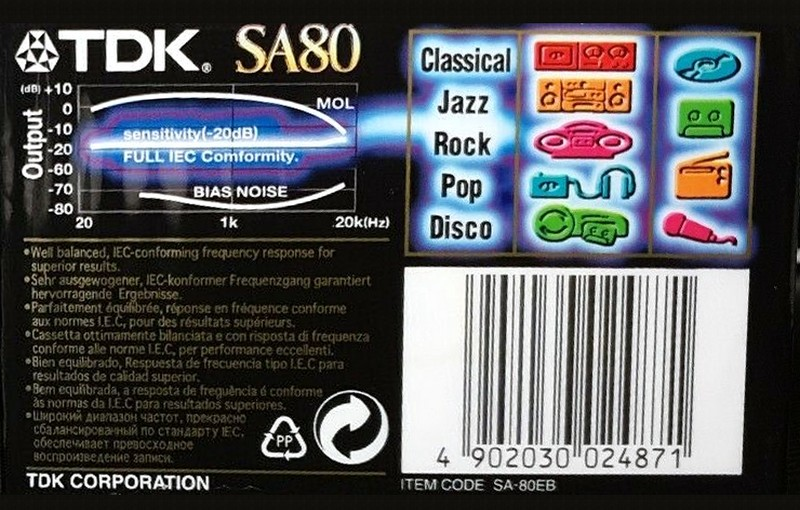 TDK® SA80
(dB) +10
0
-10
-20
-60
-70
-80
Output
MOL
sensitivity(-20dB)
FULL IEC Comformity.
BIAS NOISE
20 1k 20k(Hz)
•Well balanced, IEC-conforming frequency response for
superior results.
•Sehr ausgewogener, IEC-konformer Frequenzgang garantiert
hervorragende Ergebnisse.
•Parfaitement équilibrée, réponse en fréquence conforme
aux normes I.E.C, pour des résultats supérieurs.
•Cassetta ottimamente bilanciata e con risposta di frequenza
conforme alle norme I.E.C, per performance eccellenti.
•Bien equilibrado, Respuesta de frecuencia tipo I.E.C para
resultados de calidad superior.
•Bem equilibrada, a resposta de freguência é conforme
às normas da I.E.C para resultados superiores.
•Широкий диапазон частот, прекрасно
сбалансированный по стандарту IEC,
обеспечивает превосходное
воспроизведение записи.
PP
TDK CORPORATION
Classical
Jazz
Rock
Pop
Disco
4 902030 024871
ITEM CODE SA-80EB